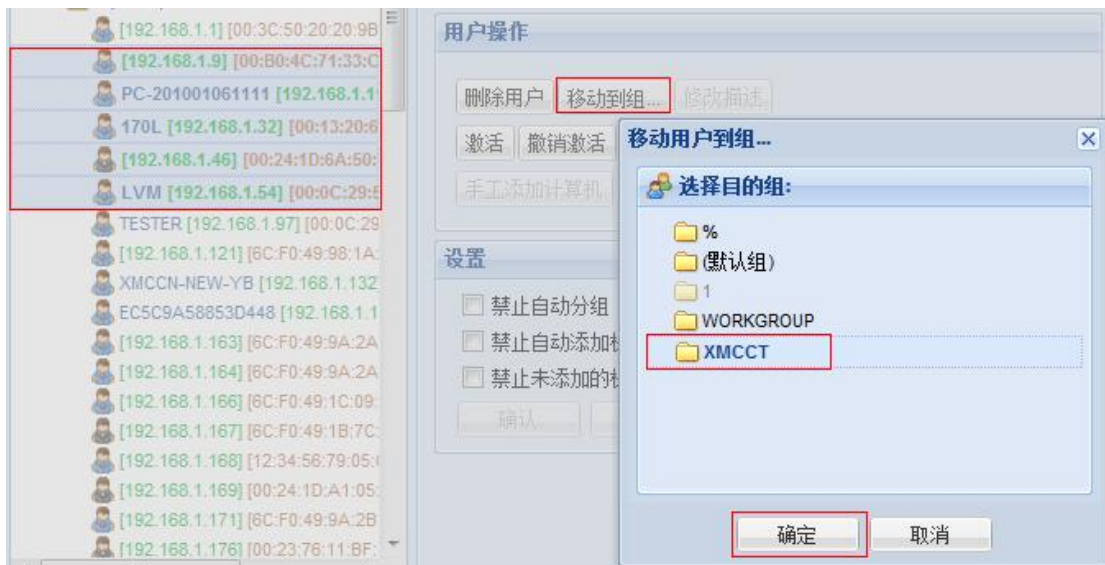 [192.168.1.1] [00:3C:50:20:20:9B
[192.168.1.9] [00:B0:4C:71:33:C
PC-201001061111 [192.168.1.1
170L [192.168.1.32] [00:13:20:6
[192.168.1.46] [00:24:1D:6A:50:
LVM [192.168.1.54] [00:0C:29:5
TESTER [192.168.1.97] [00:0C:29
[192.168.1.121] [6C:F0:49:98:1A:
XMCCN-NEW-YB [192.168.1.132
EC5C9A58853D448 [192.168.1.1
[192.168.1.163] [6C:F0:49:9A:2A
[192.168.1.164] [6C:F0:49:9A:2A
[192.168.1.166] [6C:F0:49:1C:09:
[192.168.1.167] [6C:F0:49:1B:7C:
[192.168.1.168] [12:34:56:79:05:
[192.168.1.169] [00:24:1D:A1:05:
[192.168.1.171] [6C:F0:49:9A:2B
[192.168.1.176] [00:23:76:11:BF:
用户操作
删除用户 移动到组... 修改描述
激活 撤销激活
手工添加计算机
设置
禁止自动分组
禁止自动添加
禁止未添加的
确认
移动用户到组...
选择目的组:
%
(默认组)
1
WORKGROUP
XMCCT
确定 取消